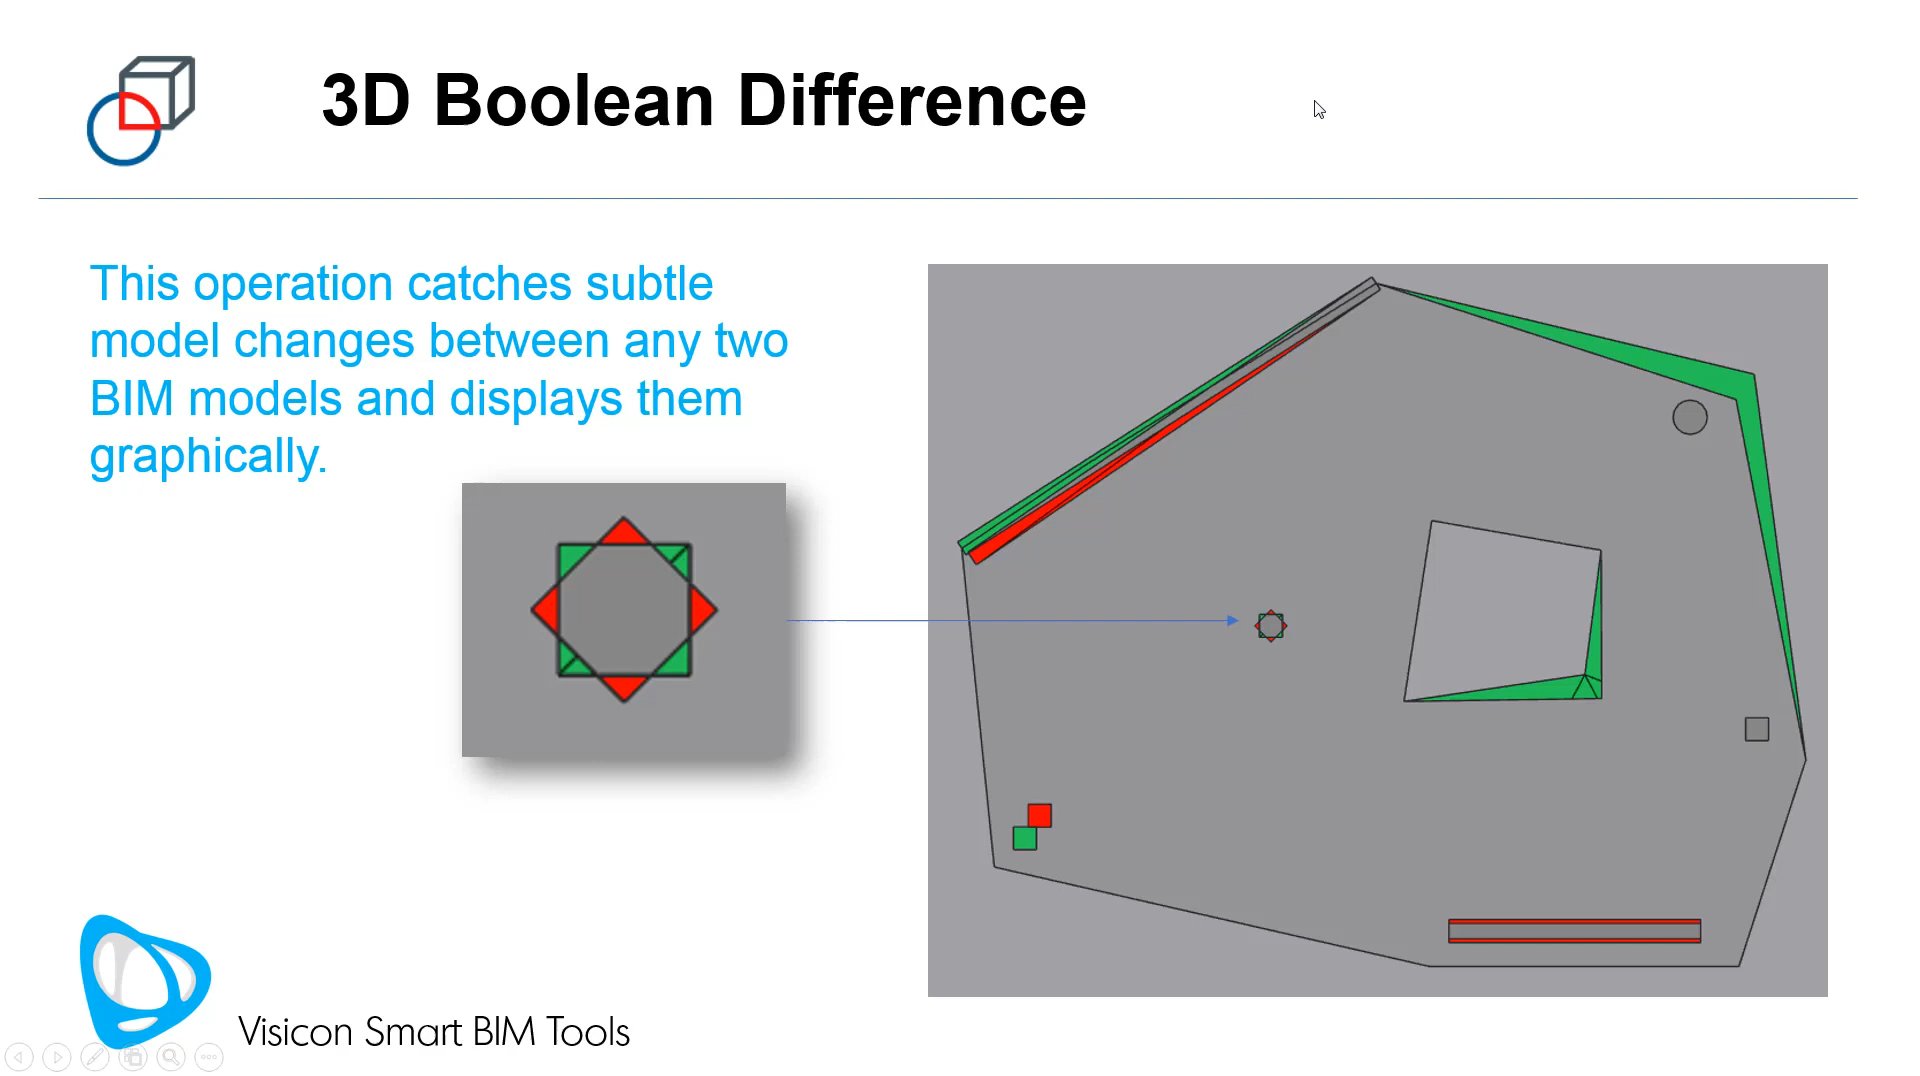 3D Boolean Difference
This operation catches subtle
model changes between any two
BIM models and displays them
graphically.
Visicon Smart BIM Tools